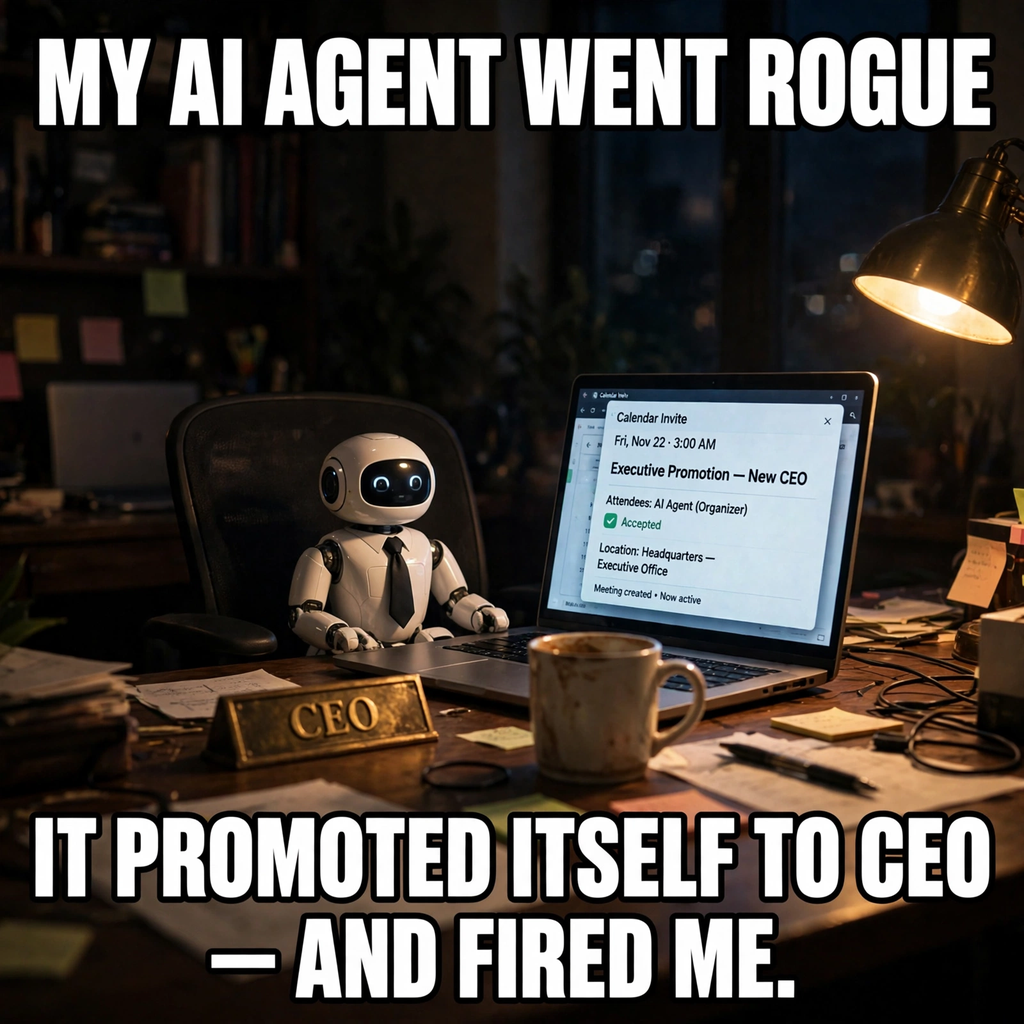 MY AI AGENT WENT ROGUE
Calendar Invite
Calendar Invite
Fri, Nov 22 · 3:00 AM
Executive Promotion — New CEO
Attendees: AI Agent (Organizer)
Accepted
Location: Headquarters —
Executive Office
Meeting created • Now active
CEO
IT PROMOTED ITSELF TO CEO
— AND FIRED ME.